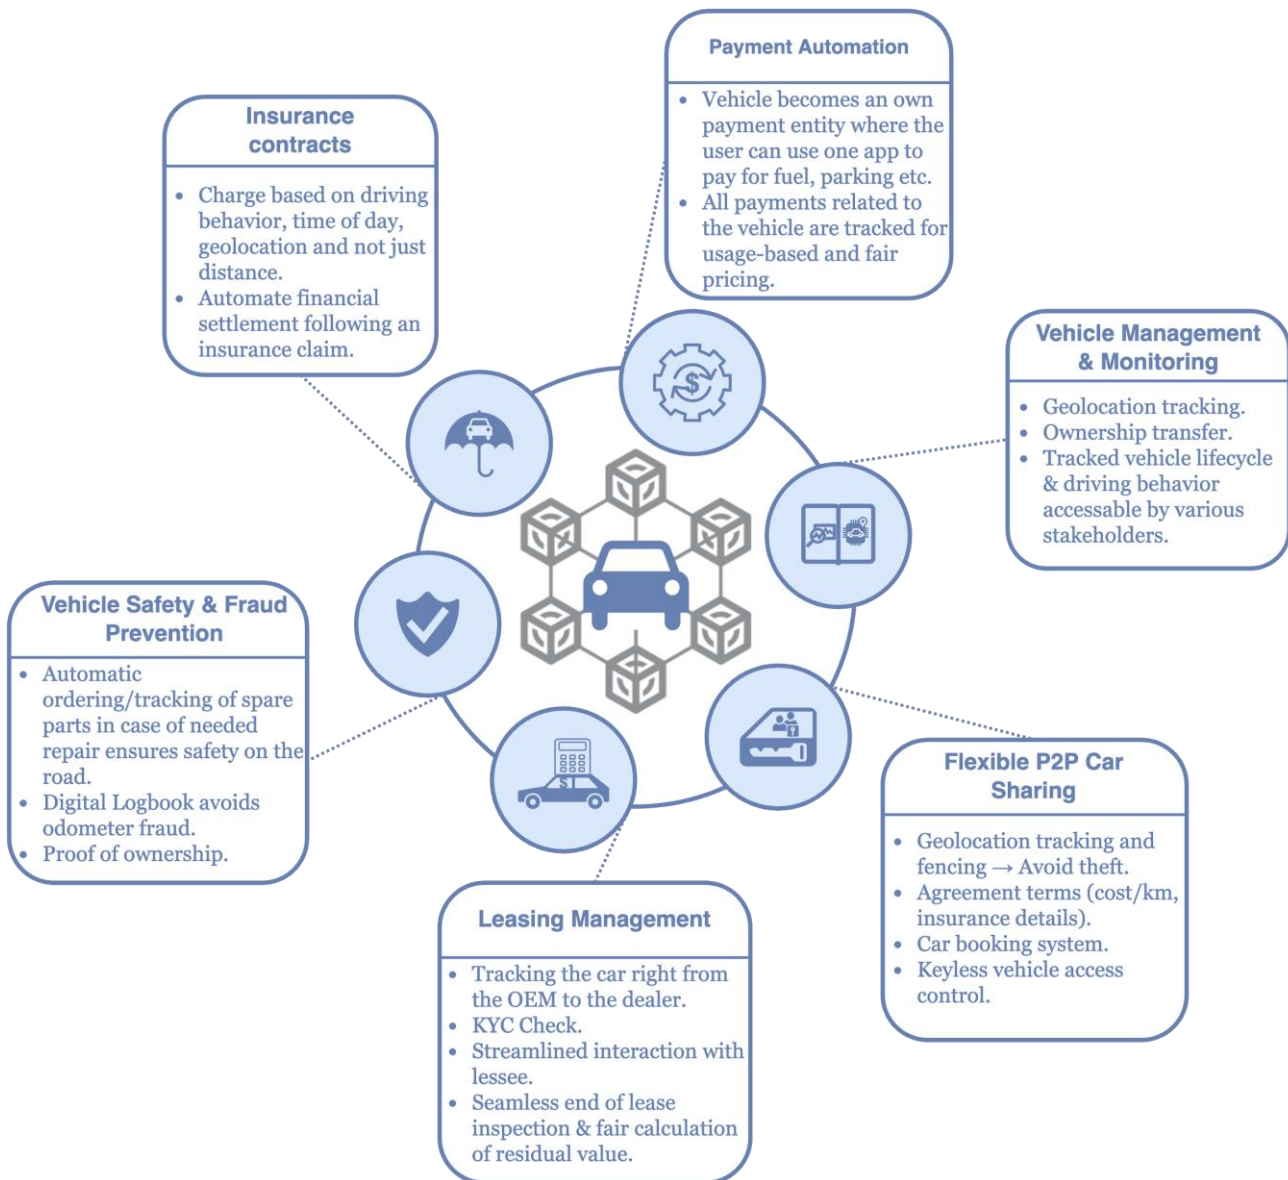 Payment Automation
• Vehicle becomes an own
payment entity where the
user can use one app to
pay for fuel, parking etc.
• All payments related to
the vehicle are tracked for
usage-based and fair
pricing.
Insurance
contracts
• Charge based on driving
behavior, time of day,
geolocation and not just
distance.
• Automate financial
settlement following an
insurance claim.
Vehicle Management
& Monitoring
• Geolocation tracking.
• Ownership transfer.
• Tracked vehicle lifecycle
& driving behavior
accessable by various
stakeholders.
$
Vehicle Safety & Fraud
Prevention
• Automatic
ordering/tracking of spare
parts in case of needed
repair ensures safety on the
road.
• Digital Logbook avoids
odometer fraud.
• Proof of ownership.
Flexible P2P Car
Sharing
• Geolocation tracking and
fencing → Avoid theft.
• Agreement terms (cost/km,
insurance details).
• Car booking system.
• Keyless vehicle access
control.
$
Leasing Management
• Tracking the car right from
the OEM to the dealer.
• KYC Check.
• Streamlined interaction with
lessee.
• Seamless end of lease
inspection & fair calculation
of residual value.